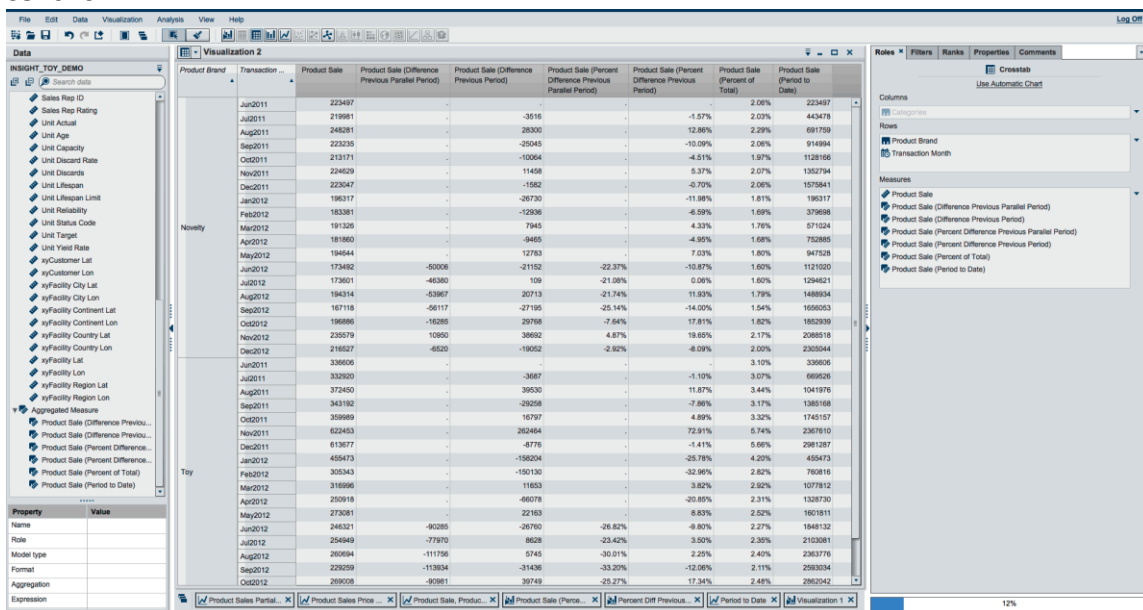 File Edit Data Visualization Analysis View Help Log Off
Data
INSIGHT_TOY_DEMO
Search data
Sales Rep ID
Sales Rep Rating
Unit Actual
Unit Age
Unit Capacity
Unit Discard Rate
Unit Discards
Unit Lifespan
Unit Lifespan Limit
Unit Reliability
Unit Status Code
Unit Target
Unit Yield Rate
xyCustomer Lat
xyCustomer Lon
xyFacility City Lat
xyFacility City Lon
xyFacility Continent Lat
xyFacility Continent Lon
xyFacility Country Lat
xyFacility Country Lon
xyFacility Lat
xyFacility Lon
xyFacility Region Lat
xyFacility Region Lon
Aggregated Measure
Product Sale (Difference Previou...
Product Sale (Difference Previou...
Product Sale (Percent Difference...
Product Sale (Percent Difference...
Product Sale (Percent of Total)
Product Sale (Period to Date)
Property Value
Name
Role
Model type
Format
Aggregation
Expression
Visualization 2
Product Brand Transaction ... Product Sale Product Sale (Difference Previous Parallel Period) Product Sale (Difference Previous Period) Product Sale (Percent Difference Previous Parallel Period) Product Sale (Percent Difference Previous Period) Product Sale (Percent of Total) Product Sale (Period to Date)
Jun2011 223497 . . . . 2.06% 223497
Jul2011 219981 . -3516 . -1.57% 2.03% 443478
Aug2011 248281 . 28300 . 12.86% 2.29% 691759
Sep2011 223235 . -25045 . -10.09% 2.06% 914994
Oct2011 213171 . -10064 . -4.51% 1.97% 1128166
Nov2011 224629 . 11458 . 5.37% 2.07% 1352794
Dec2011 223047 . -1582 . -0.70% 2.06% 1575841
Jan2012 196317 . -26730 . -11.98% 1.81% 196317
Feb2012 183381 . -12936 . -6.59% 1.69% 379698
Novelty Mar2012 191326 . 7945 . 4.33% 1.76% 571024
Apr2012 181860 . -9465 . -4.95% 1.68% 752885
May2012 194644 . 12783 . 7.03% 1.80% 947528
Jun2012 173492 -50006 -21152 -22.37% -10.87% 1.60% 1121020
Jul2012 173601 -46380 109 -21.08% 0.06% 1.60% 1294621
Aug2012 194314 -53967 20713 -21.74% 11.93% 1.79% 1488934
Sep2012 167118 -56117 -27195 -25.14% -14.00% 1.54% 1656053
Oct2012 196886 -16285 29768 -7.64% 17.81% 1.82% 1852939
Nov2012 235579 10950 38692 4.87% 19.65% 2.17% 2088518
Dec2012 216527 -6520 -19052 -2.92% -8.09% 2.00% 2305044
Jun2011 336606 . . . . 3.10% 336606
Jul2011 332920 . -3687 . -1.10% 3.07% 669526
Aug2011 372450 . 39530 . 11.87% 3.44% 1041976
Sep2011 343192 . -29258 . -7.86% 3.17% 1385168
Oct2011 359989 . 16797 . 4.89% 3.32% 1745157
Nov2011 622453 . 262464 . 72.91% 5.74% 2367610
Dec2011 613677 . -8776 . -1.41% 5.66% 2981287
Jan2012 455473 . -158204 . -25.78% 4.20% 455473
Toy Feb2012 305343 . -150130 . -32.96% 2.82% 760816
Mar2012 316996 . 11653 . 3.82% 2.92% 1077812
Apr2012 250918 . -66078 . -20.85% 2.31% 1328730
May2012 273081 . 22163 . 8.83% 2.52% 1601811
Jun2012 246321 -90285 -26760 -26.82% -9.80% 2.27% 1848132
Jul2012 254949 -77970 8628 -23.42% 3.50% 2.35% 2103081
Aug2012 260694 -111756 5745 -30.01% 2.25% 2.40% 2363776
Sep2012 229259 -113934 -31436 -33.20% -12.06% 2.11% 2593034
Oct2012 269008 -90981 39749 -25.27% 17.34% 2.48% 2862042
Product Sales Partial... Product Sales Price ... Product Sale, Produc... Product Sale (Perce... Percent Diff Previous... Period to Date Visualization 1
Roles Filters Ranks Properties Comments
Crosstab
Use Automatic Chart
Columns
Categories
Rows
Product Brand
Transaction Month
Measures
Product Sale
Product Sale (Difference Previous Parallel Period)
Product Sale (Difference Previous Period)
Product Sale (Percent Difference Previous Parallel Period)
Product Sale (Percent Difference Previous Period)
Product Sale (Percent of Total)
Product Sale (Period to Date)
12%